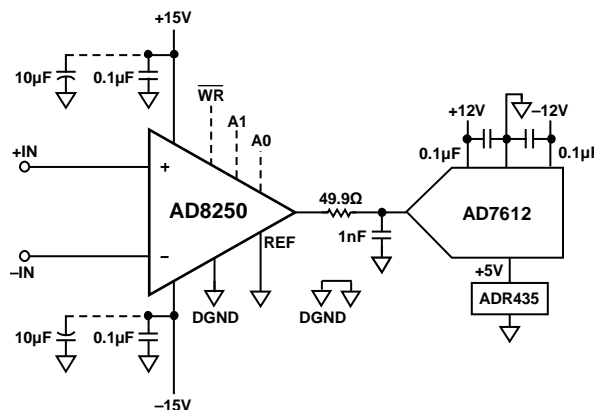 +15V
10µF
0.1µF
WR
A1
A0
+IN
+
AD8250
−
–IN
REF
DGND
49.9Ω
1nF
DGND
+12V
–12V
0.1µF
0.1µF
AD7612
+5V
ADR435
10µF
0.1µF
–15V